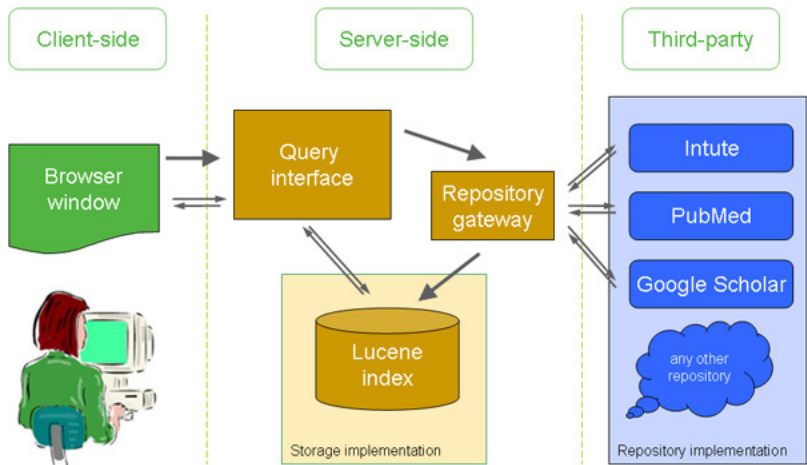 Client-side
Server-side
Third-party
Browser
window
Query
interface
Repository
gateway
Intute
PubMed
Google Scholar
any other
repository
Lucene
index
Storage implementation
Repository implementation